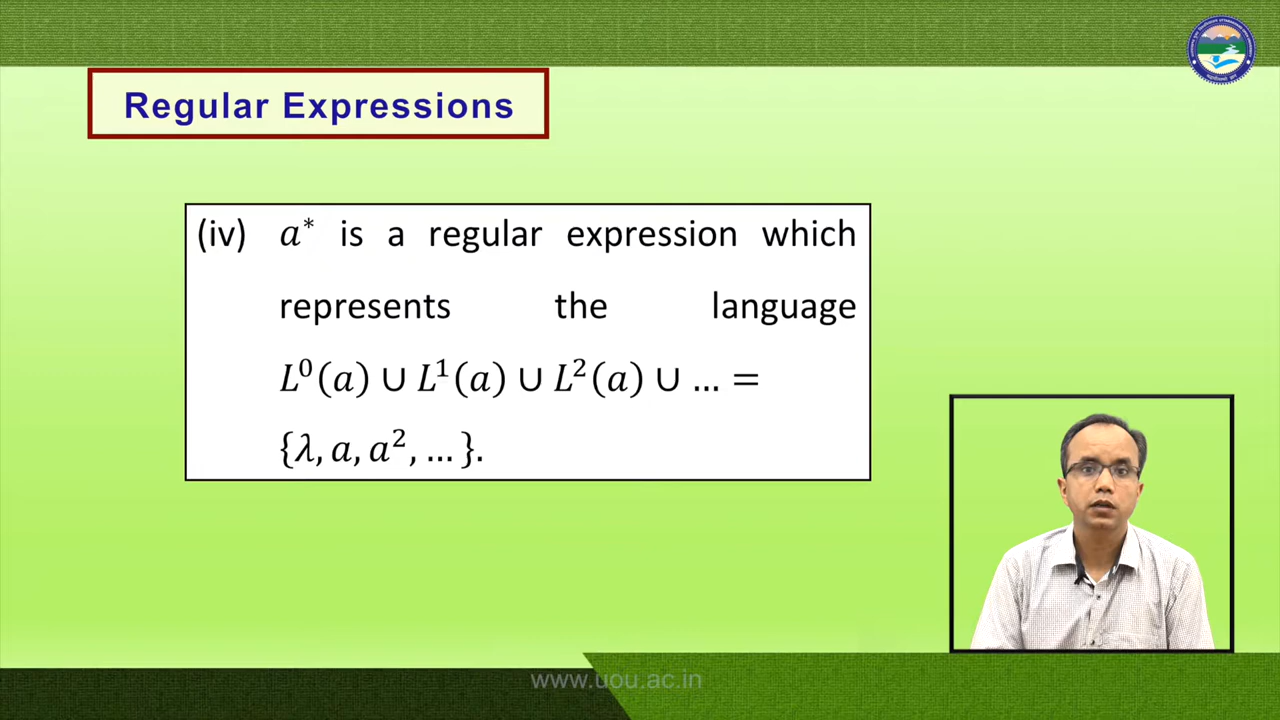 Regular Expressions
(iv) a* is a regular expression which
represents the language
L⁰(a) ∪ L¹(a) ∪ L²(a) ∪ … =
{λ, a, a², … }.
www.uou.ac.in